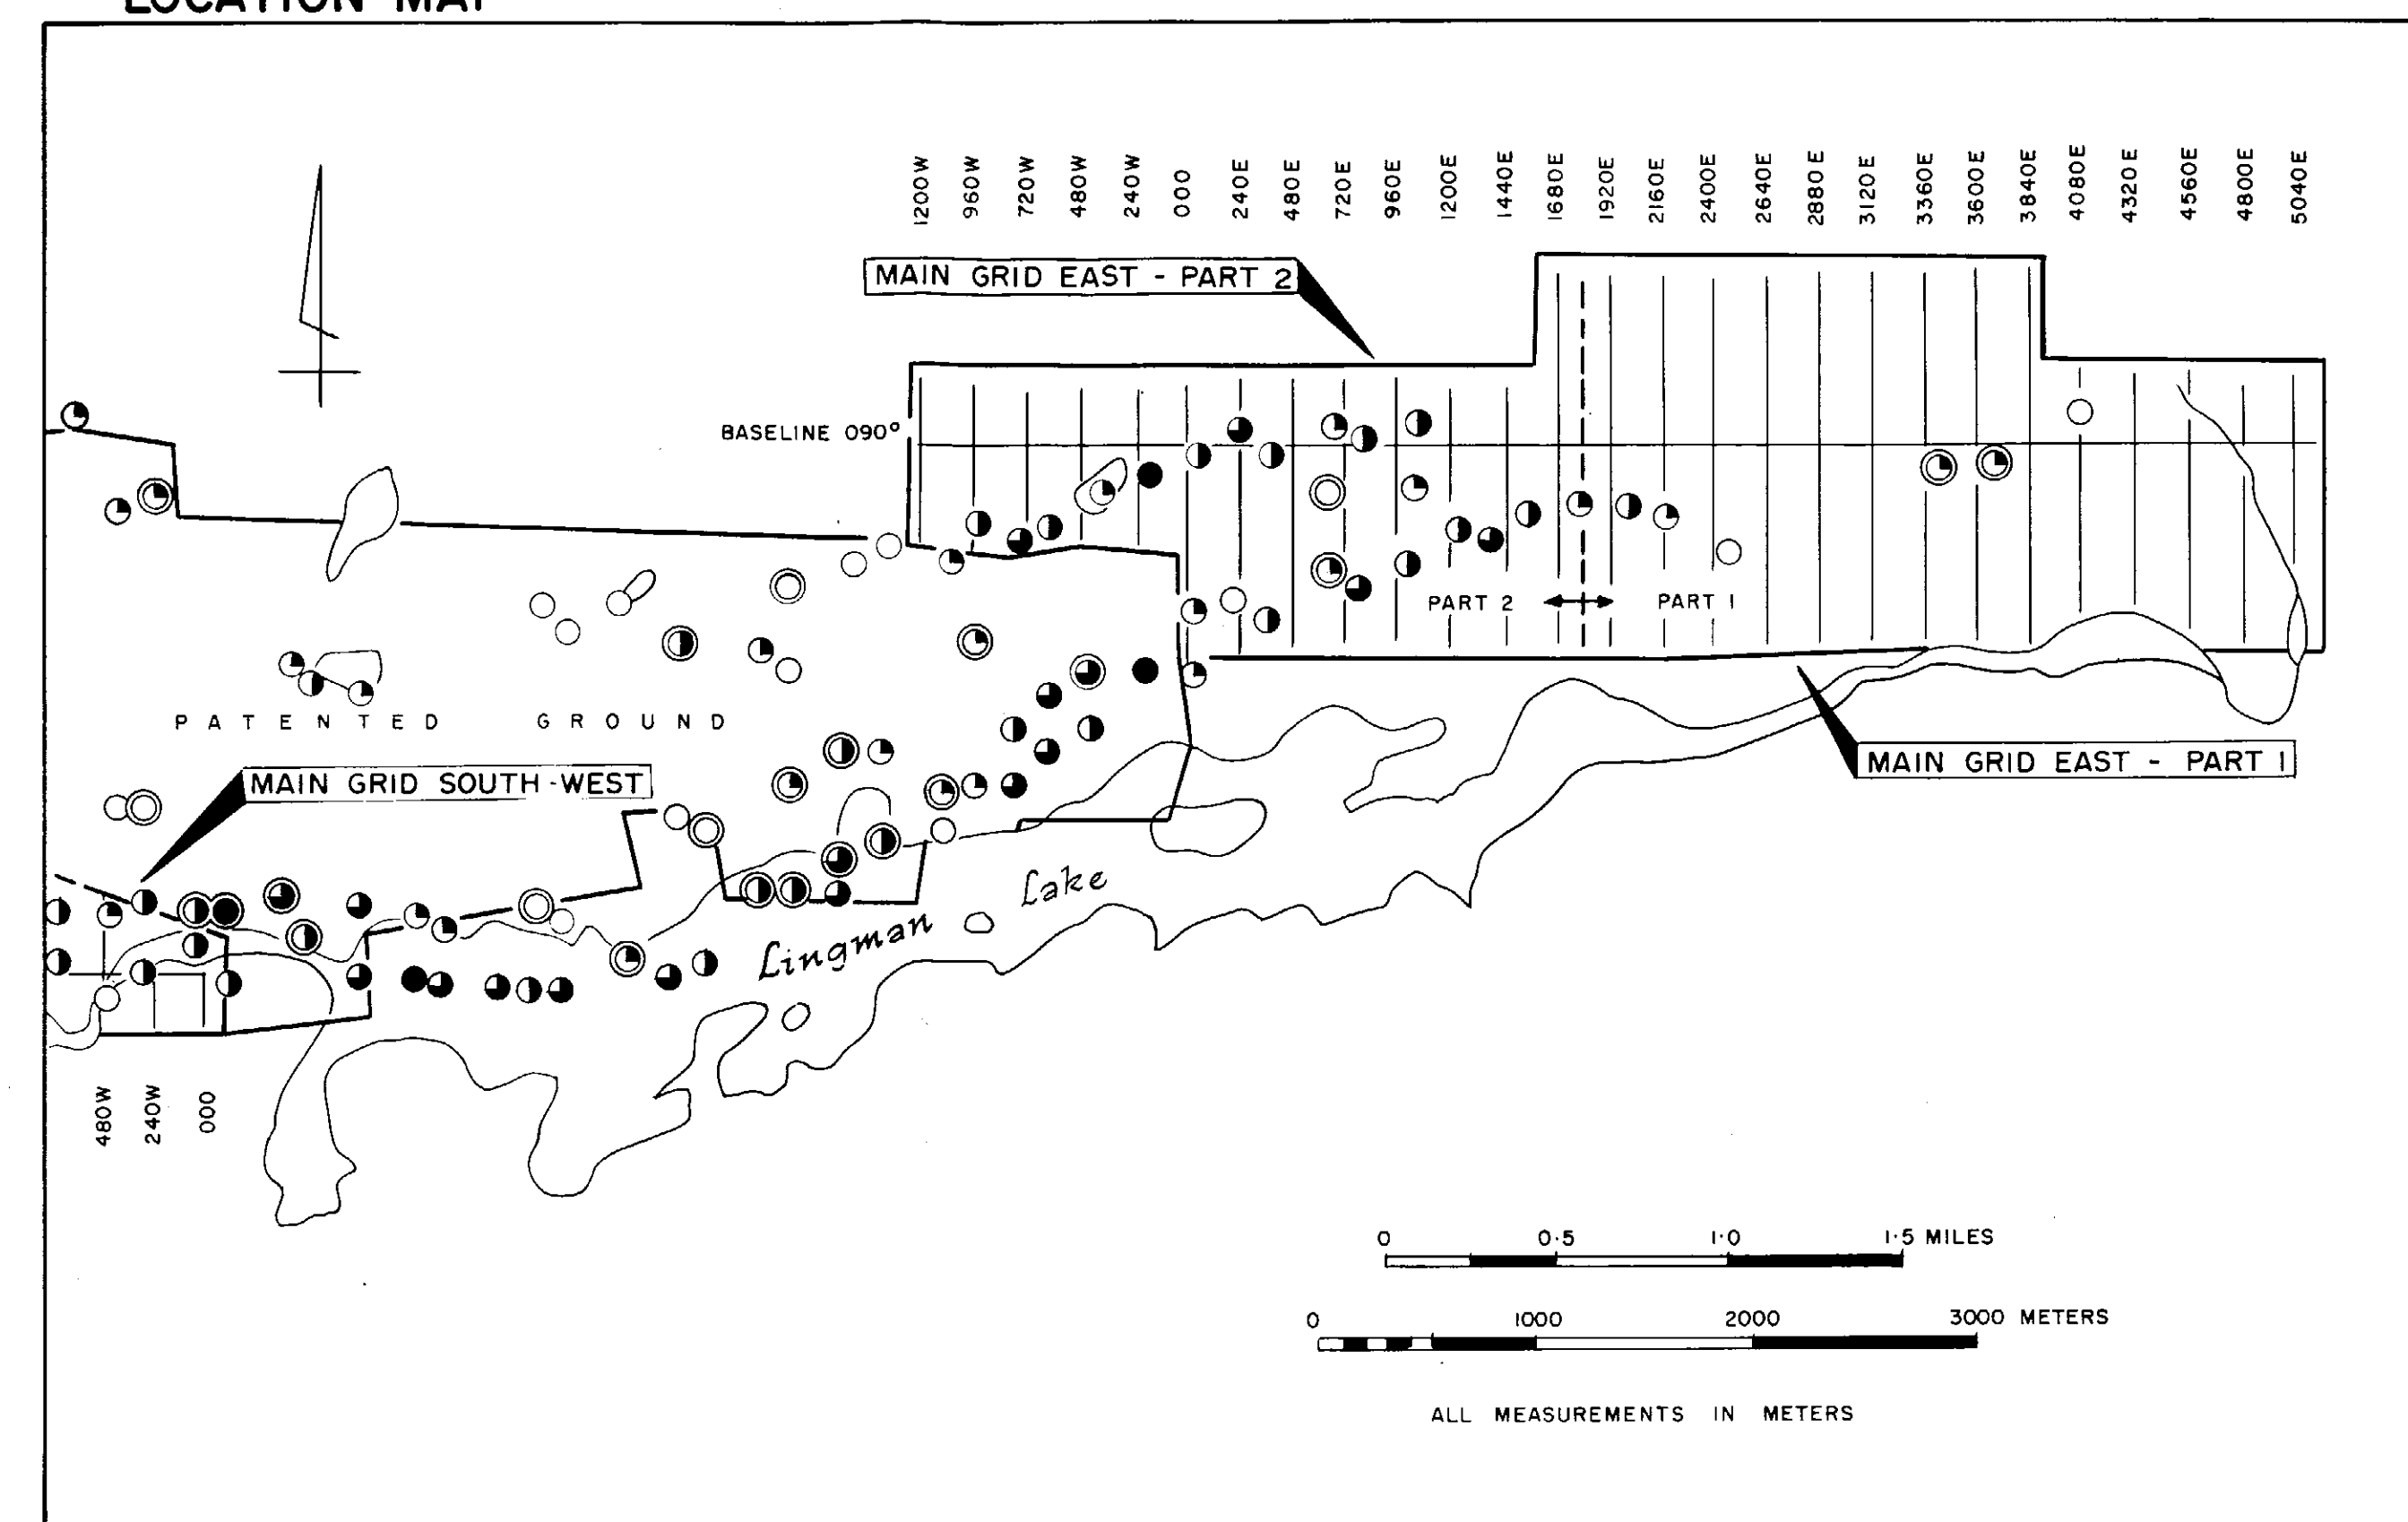 LOCATION MAP
1200W
960W
720W
480W
240W
000
240E
480E
720E
960E
1200E
1440E
1680E
1920E
2160E
2400E
2640E
2880E
3120E
3360E
3600E
3840E
4080E
4320E
4560E
4800E
5040E
MAIN GRID EAST - PART 2
BASELINE 090°
PART 2
PART 1
PATENTED GROUND
MAIN GRID EAST - PART 1
MAIN GRID SOUTH-WEST
Lingman Lake
480W
240W
000
0 0·5 1·0 1·5 MILES
0 1000 2000 3000 METERS
ALL MEASUREMENTS IN METERS